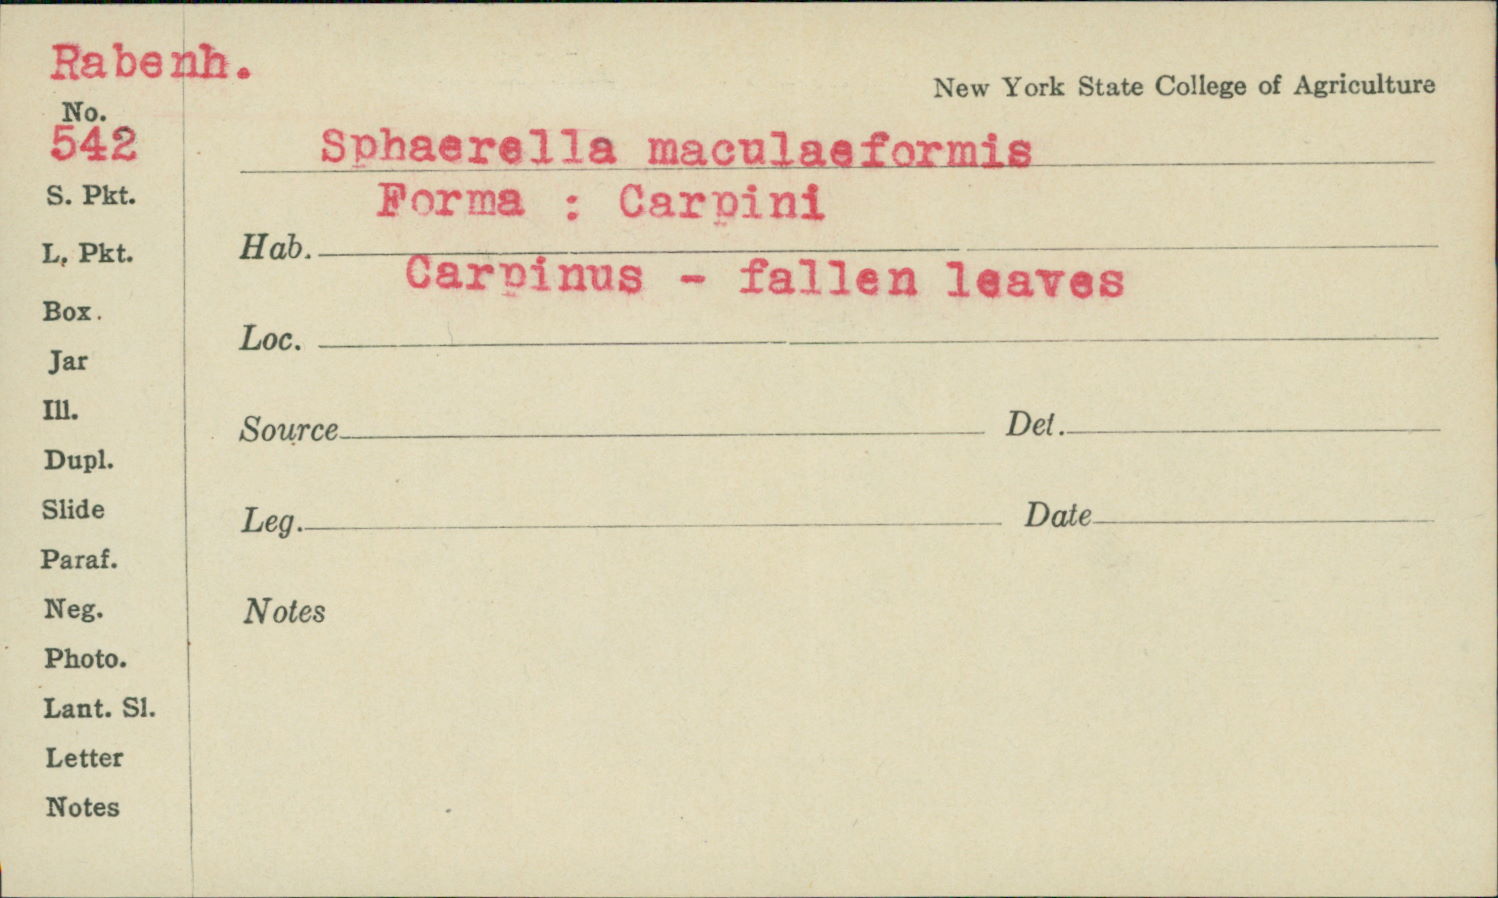 Rabenh.
New York State College of Agriculture
No.
542
Sphaerella maculaeformis
S. Pkt.
Forma : Carpini
L. Pkt.
Hab.
Carpinus - fallen leaves
Box.
Loc.
Jar
Ill.
Source
Det.
Dupl.
Slide
Leg.
Date
Paraf.
Neg.
Notes
Photo.
Lant. Sl.
Letter
Notes